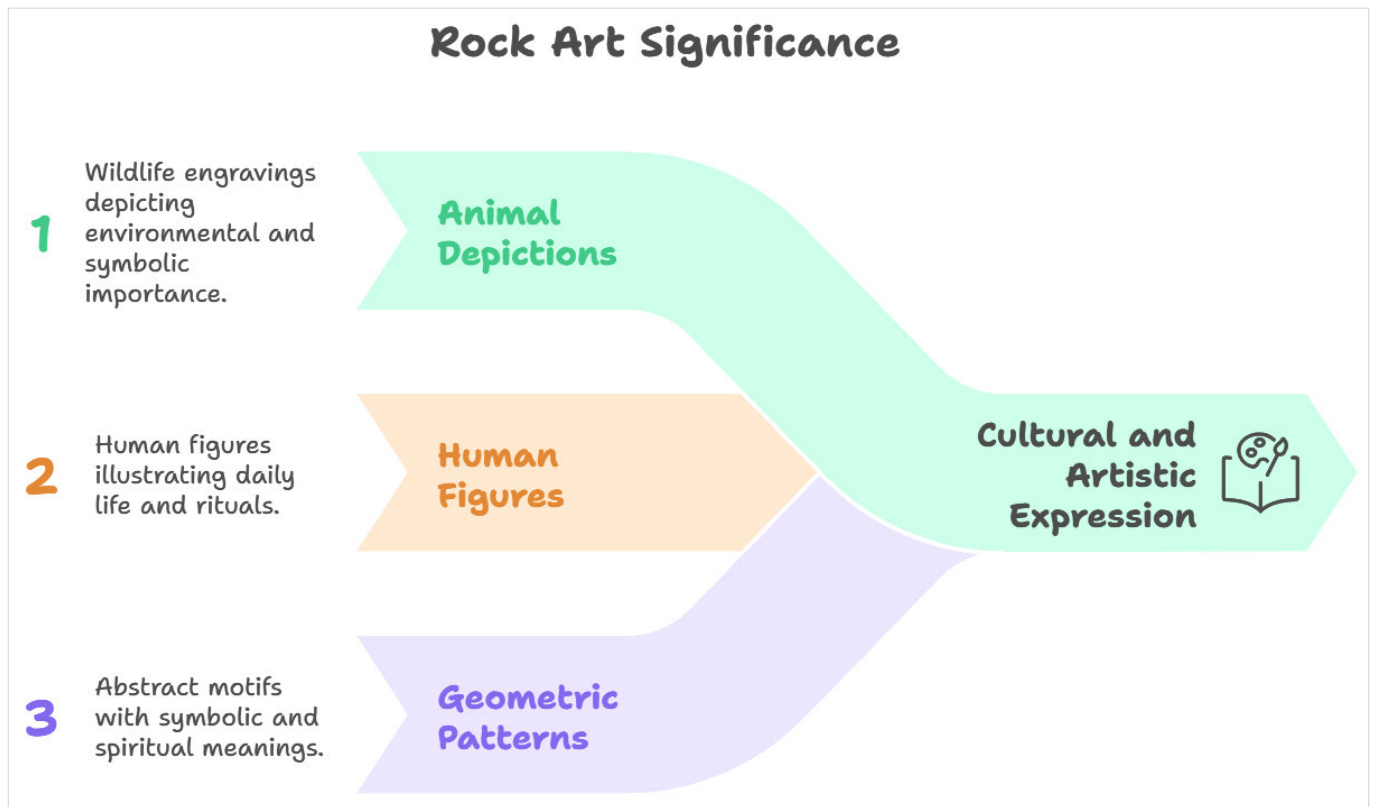 Rock Art Significance
1
Wildlife engravings
depicting
environmental and
symbolic
importance.
Animal
Depictions
2
Human figures
illustrating daily
life and rituals.
Human
Figures
3
Abstract motifs
with symbolic and
spiritual meanings.
Geometric
Patterns
Cultural and
Artistic
Expression